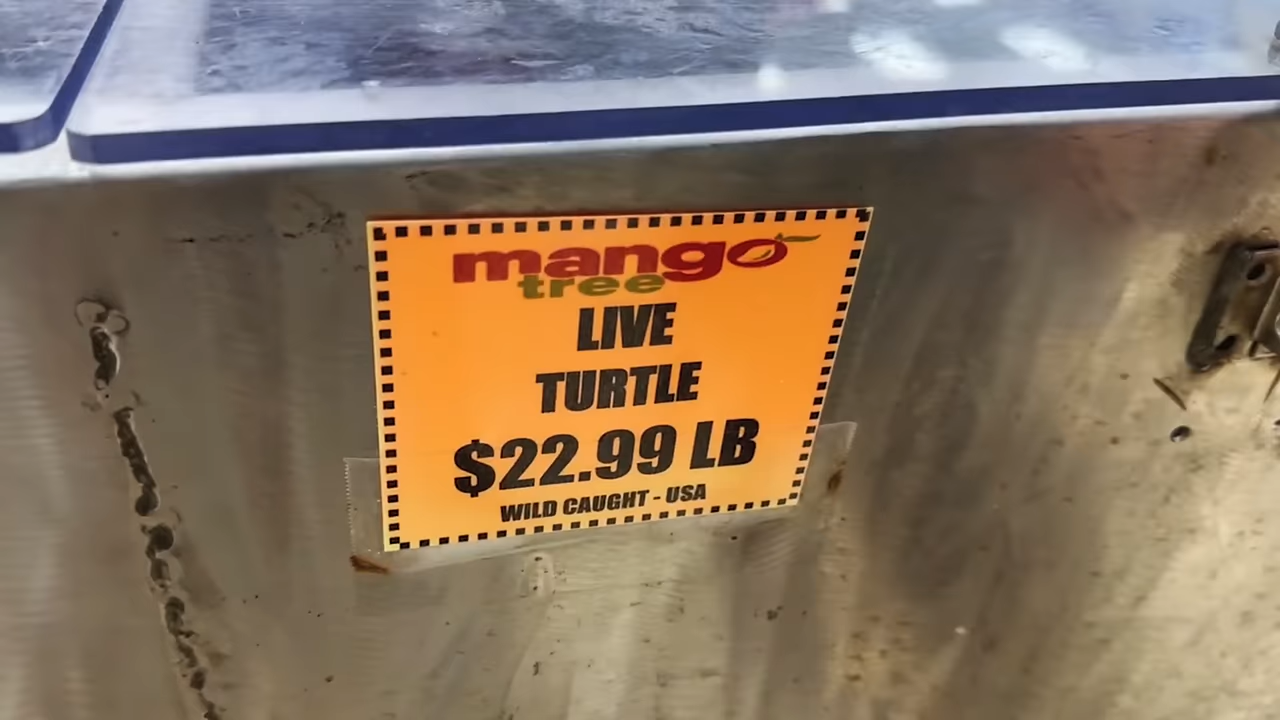 mango
tree
LIVE
TURTLE
$22.99 LB
WILD CAUGHT - USA